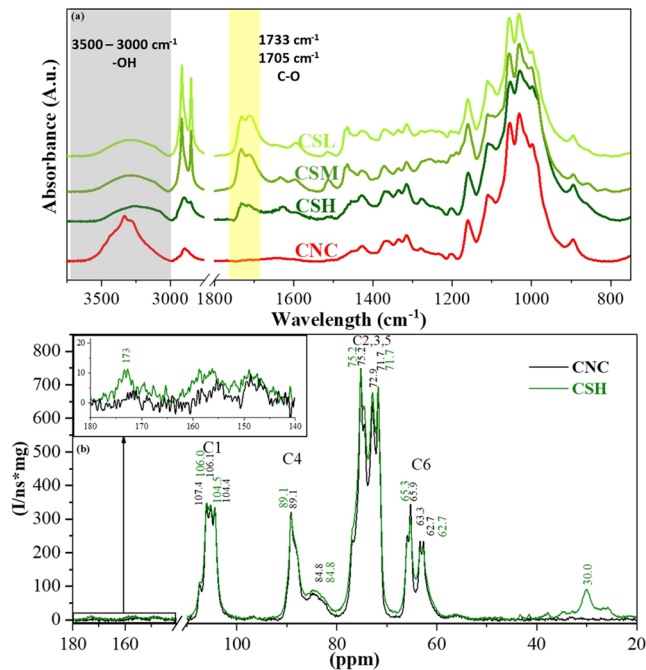 (a)
3500 – 3000 cm-1
-OH
1733 cm-1
1705 cm-1
C-O
CSL
CSM
CSH
CNC
Absorbance (A.u.)
3500 3000 1800 1600 1400 1200 1000 800
Wavelength (cm-1)
(b)
(I/ns*mg)
800
700
600
500
400
300
200
100
0
20
10
0
173
180 170 160 150 140
C1
107.4 106.0 106.1 104.5 104.4
C4
89.1 89.1 84.8 84.8
C2,3,5
75.2 75.2 72.9 71.7 71.7
C6
65.3 65.9 63.3 62.7 62.7
30.0
CNC
CSH
180 160 100 80 60 40 20
(ppm)